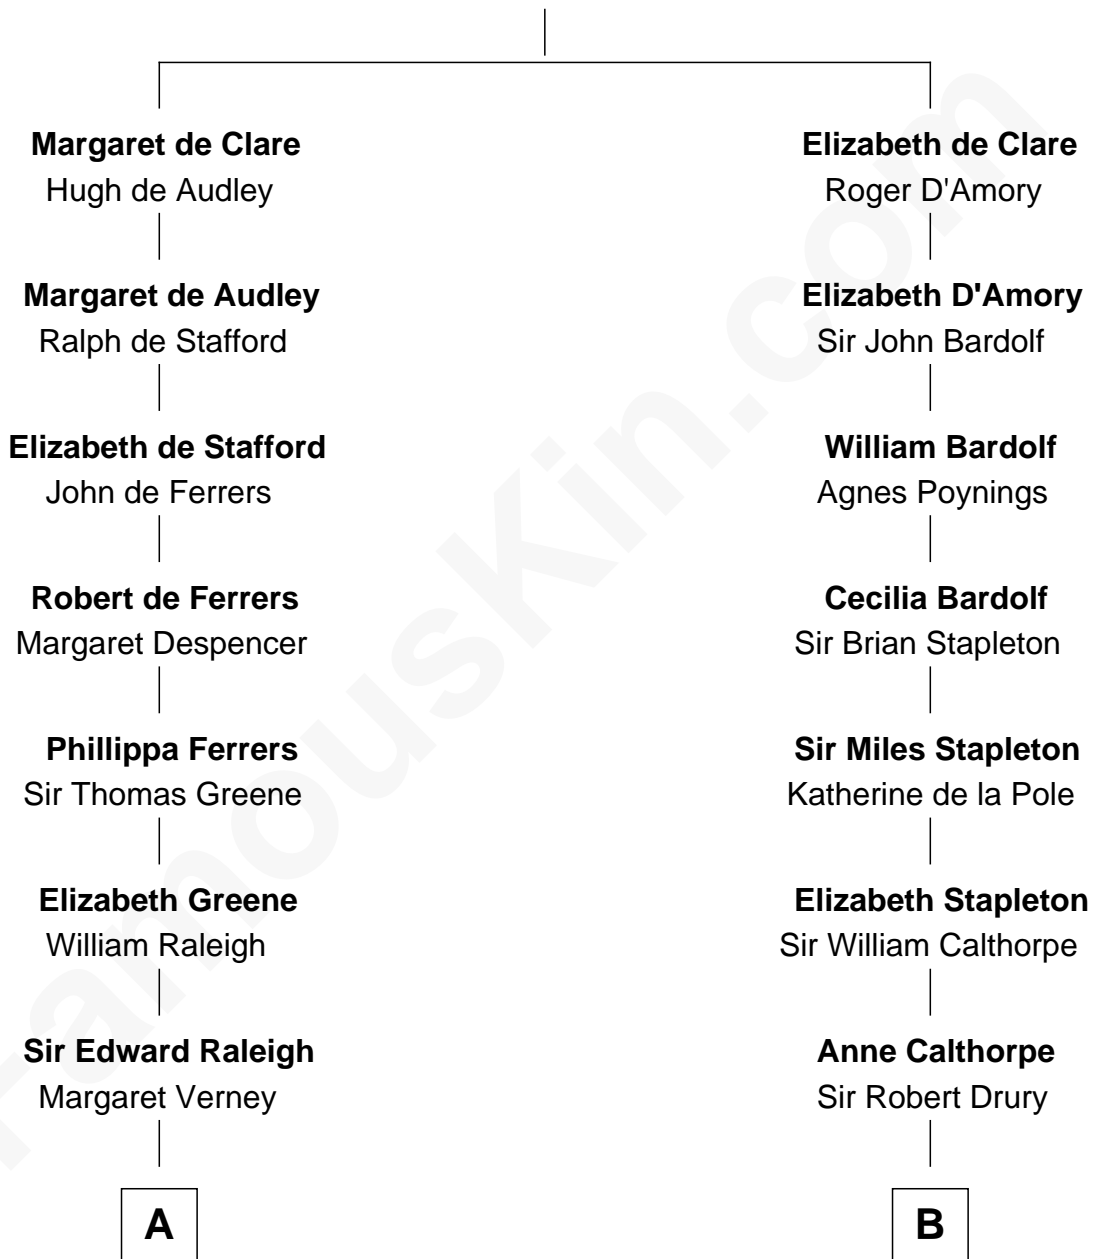 Margaret de Clare
Hugh de Audley
Margaret de Audley
Ralph de Stafford
Elizabeth de Stafford
John de Ferrers
Robert de Ferrers
Margaret Despencer
Phillippa Ferrers
Sir Thomas Greene
Elizabeth Greene
William Raleigh
Sir Edward Raleigh
Margaret Verney
A
Elizabeth de Clare
Roger D'Amory
Elizabeth D'Amory
Sir John Bardolf
William Bardolf
Agnes Poynings
Cecilia Bardolf
Sir Brian Stapleton
Sir Miles Stapleton
Katherine de la Pole
Elizabeth Stapleton
Sir William Calthorpe
Anne Calthorpe
Sir Robert Drury
B
FamousKin.com